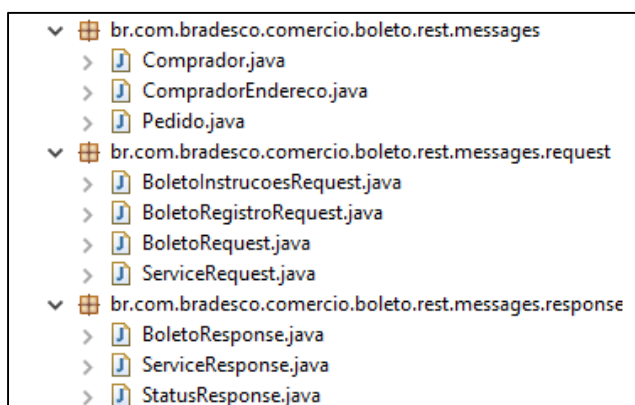 br.com.bradesco.comercio.boleto.rest.messages
Comprador.java
CompradorEndereco.java
Pedido.java
br.com.bradesco.comercio.boleto.rest.messages.request
BoletoInstrucoesRequest.java
BoletoRegistroRequest.java
BoletoRequest.java
ServiceRequest.java
br.com.bradesco.comercio.boleto.rest.messages.response
BoletoResponse.java
ServiceResponse.java
StatusResponse.java